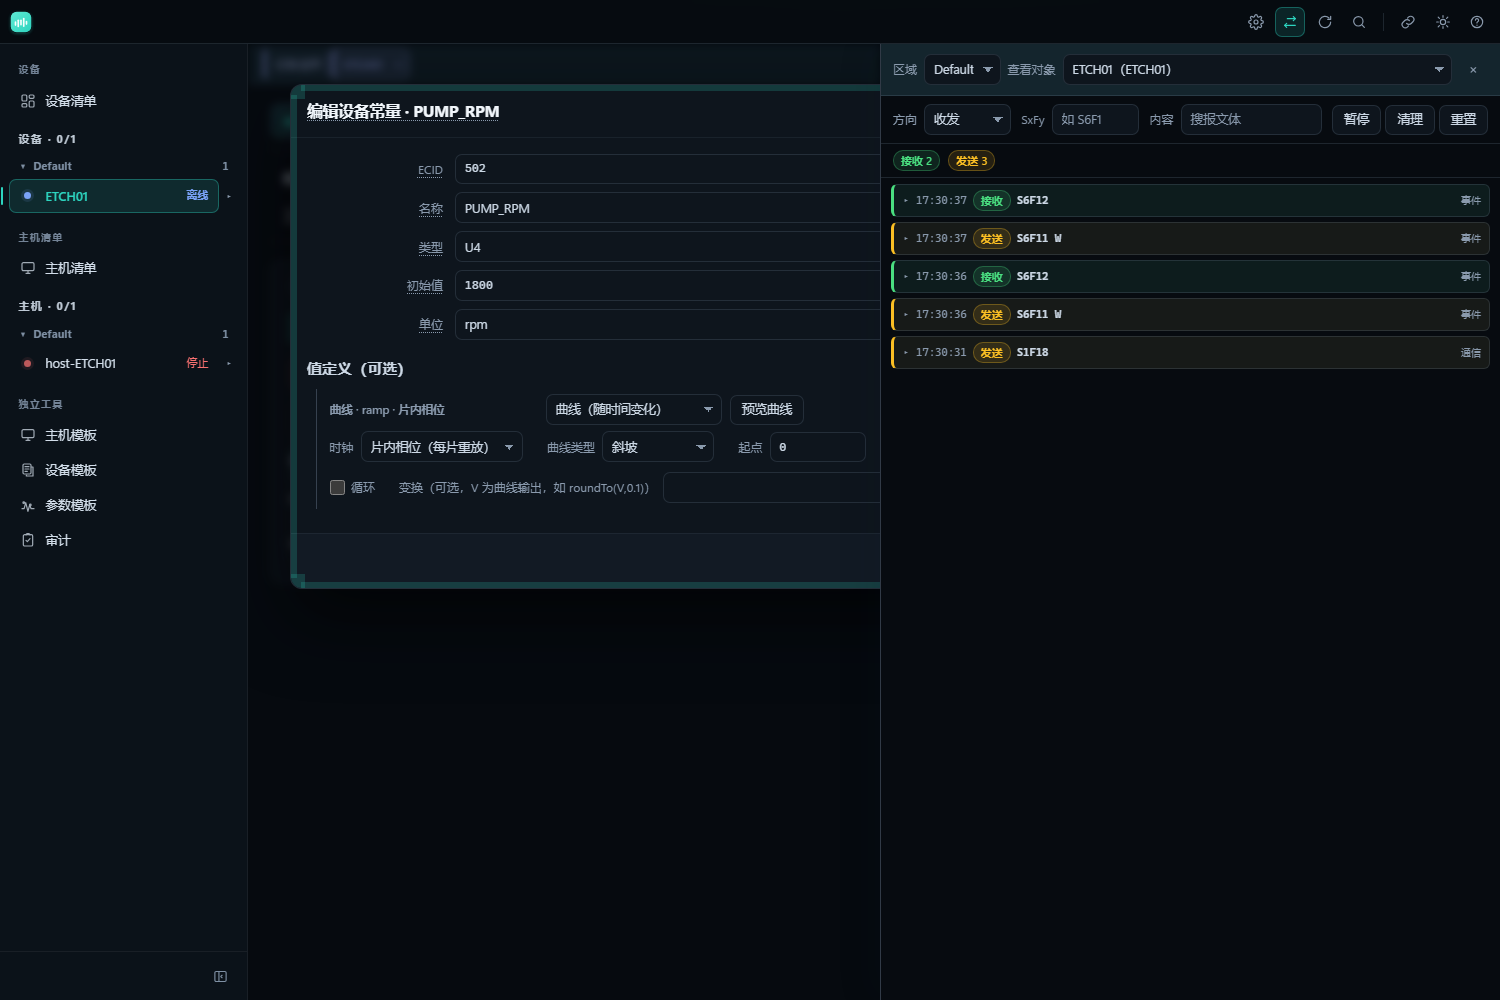 设备
设备清单
设备 · 0/1
Default 1
ETCH01 离线
主机清单
主机清单
主机 · 0/1
Default 1
host-ETCH01 停止
独立工具
主机模板
设备模板
参数模板
审计
编辑设备常量 · PUMP_RPM
ECID 502
名称 PUMP_RPM
类型 U4
初始值 1800
单位 rpm
值定义（可选）
曲线 · ramp · 片内相位 曲线（随时间变化） 预览曲线
时钟 片内相位（每片重放） 曲线类型 斜坡 起点 0
循环 变换（可选，V 为曲线输出，如 roundTo(V,0.1)）
区域 Default 查看对象 ETCH01（ETCH01） ×
方向 收发 SxFy 如 S6F1 内容 搜报文体 暂停 清理 重置
接收 2 发送 3
17:30:37 接收 S6F12 事件
17:30:37 发送 S6F11 W 事件
17:30:36 接收 S6F12 事件
17:30:36 发送 S6F11 W 事件
17:30:31 发送 S1F18 通信